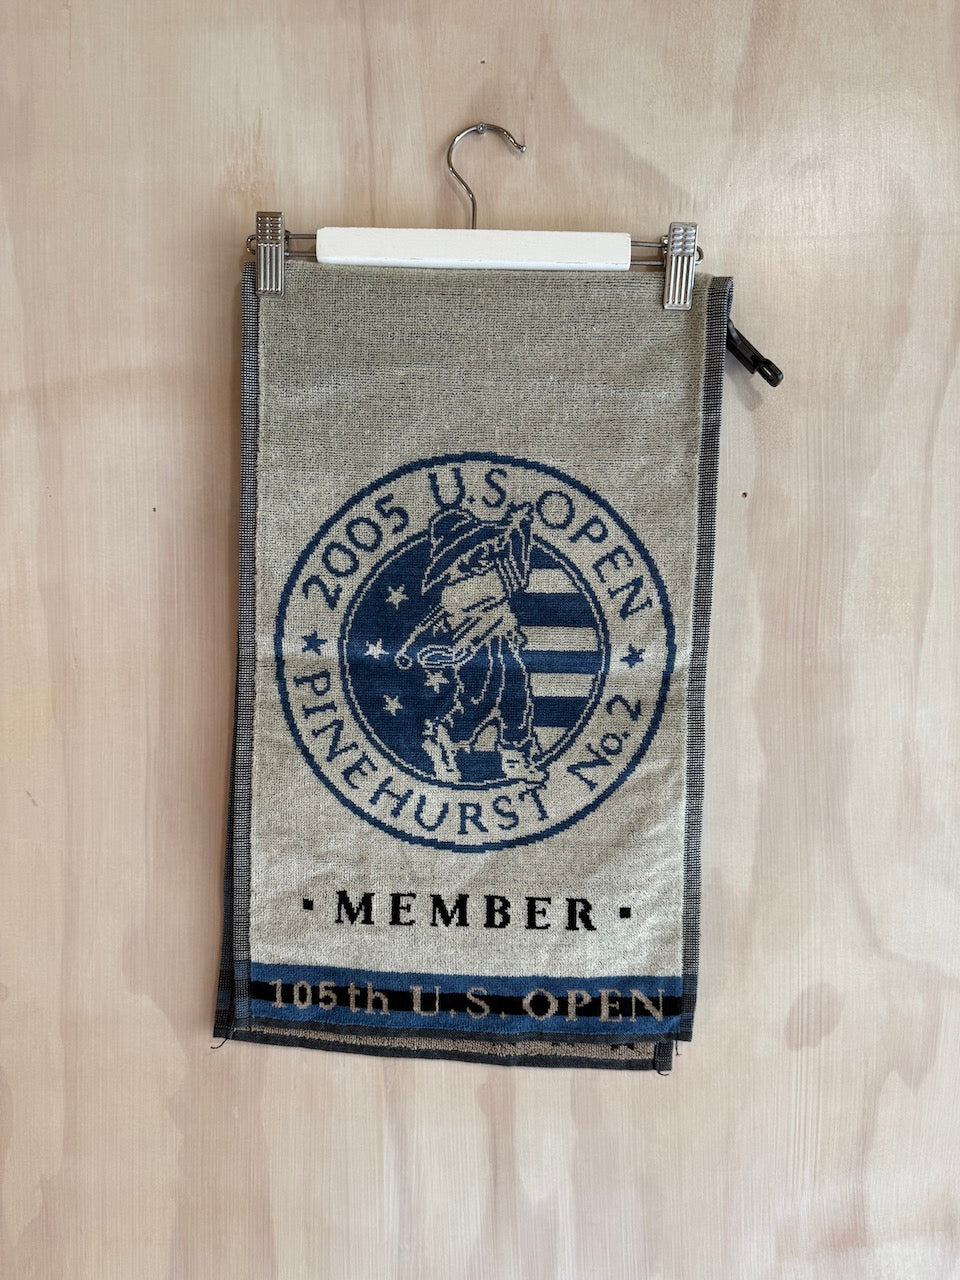 2005 U.S. OPEN
PINEHURST No. 2
· MEMBER ·
105th U.S. OPEN